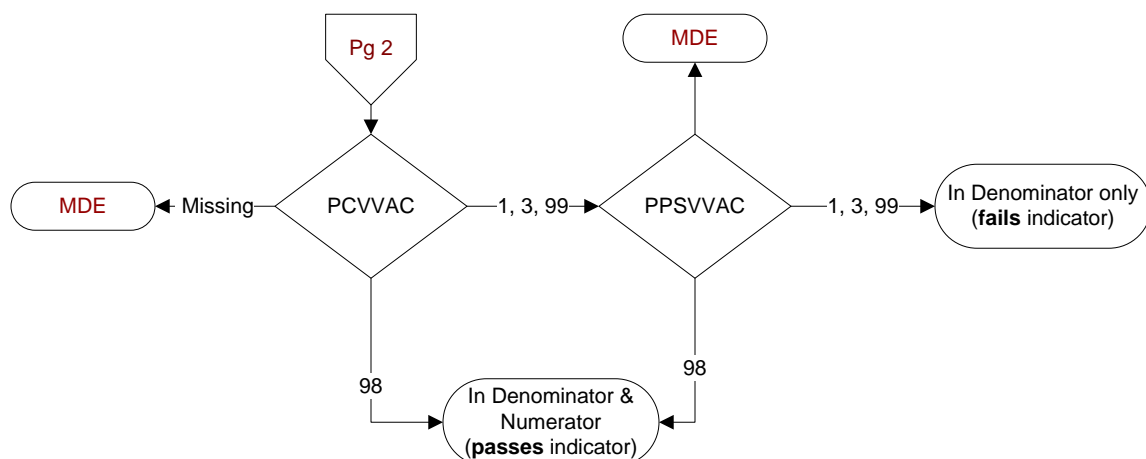 Pg 2
MDE
MDE
Missing
PCVVAC
1, 3, 99
PPSVVAC
1, 3, 99
In Denominator only
(fails indicator)
98
98
In Denominator &
Numerator
(passes indicator)